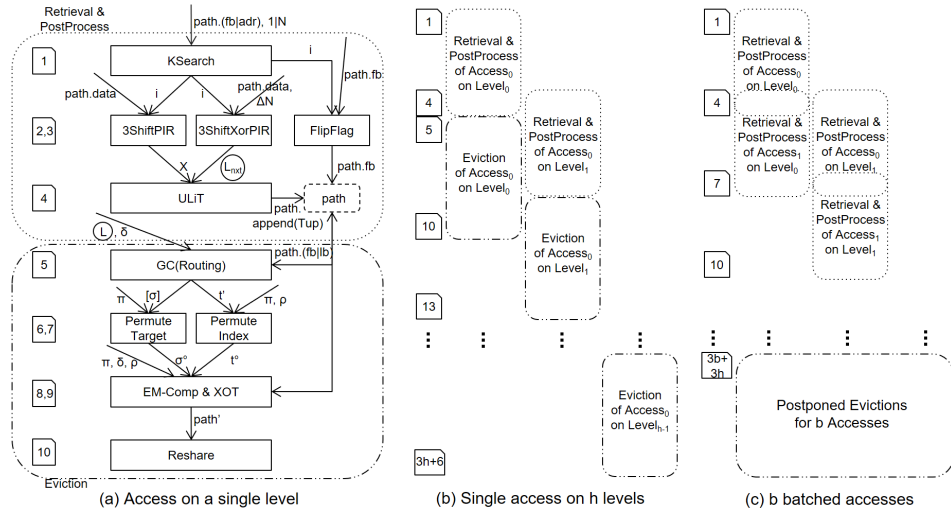 Retrieval &
PostProcess
path.(fb|adr), 1|N
1
KSearch
i
path.fb
path.data
i
i
path.data,
ΔN
2,3
3ShiftPIR
3ShiftXorPIR
FlipFlag
X
L_nxt
path.fb
4
ULiT
path
path.
append(Tup)
L, δ
path.(fb|lb)
5
GC(Routing)
π
[σ]
t'
π, ρ
6,7
Permute
Target
Permute
Index
π, δ, ρ
σ°
t°
8,9
EM-Comp & XOT
path'
10
Reshare
Eviction
(a) Access on a single level
1
Retrieval &
PostProcess
of Access₀
on Level₀
4
5
Eviction
of Access₀
on Level₀
Retrieval &
PostProcess
of Access₀
on Level₁
10
Eviction
of Access₀
on Level₁
13
Eviction
of Access₀
on Level_h-1
3h+6
(b) Single access on h levels
1
Retrieval &
PostProcess
of Access₀
on Level₀
4
Retrieval &
PostProcess
of Access₁
on Level₀
Retrieval &
PostProcess
of Access₀
on Level₁
7
Retrieval &
PostProcess
of Access₁
on Level₁
10
3b+
3h
Postponed Evictions
for b Accesses
(c) b batched accesses